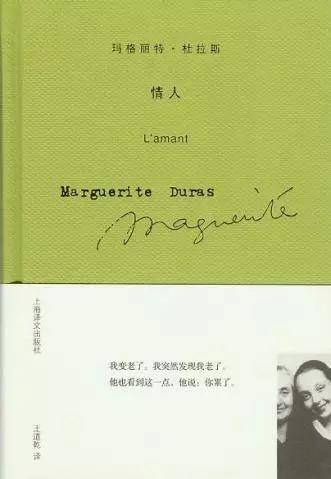 玛格丽特·杜拉斯
情人
L'amant
Marguerite Duras
Marguerite
上海译文出版社
我变老了。我突然发现我老了。
他也看到这一点，他说：你累了。
王道乾 译